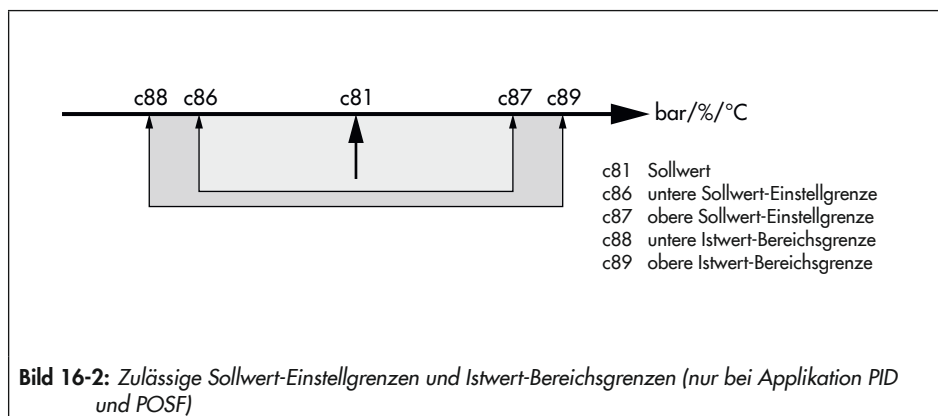 c88 c86 c81 c87 c89
bar/%/°C
c81 Sollwert
c86 untere Sollwert-Einstellgrenze
c87 obere Sollwert-Einstellgrenze
c88 untere Istwert-Bereichsgrenze
c89 obere Istwert-Bereichsgrenze
Bild 16-2: Zulässige Sollwert-Einstellgrenzen und Istwert-Bereichsgrenzen (nur bei Applikation PID
und POSF)